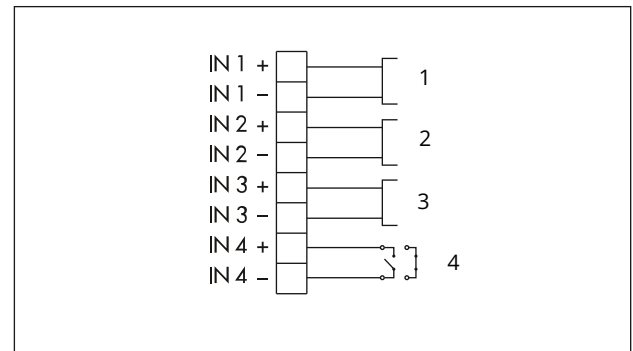 IN 1 +
IN 1 –
IN 2 +
IN 2 –
IN 3 +
IN 3 –
IN 4 +
IN 4 –
1
2
3
4